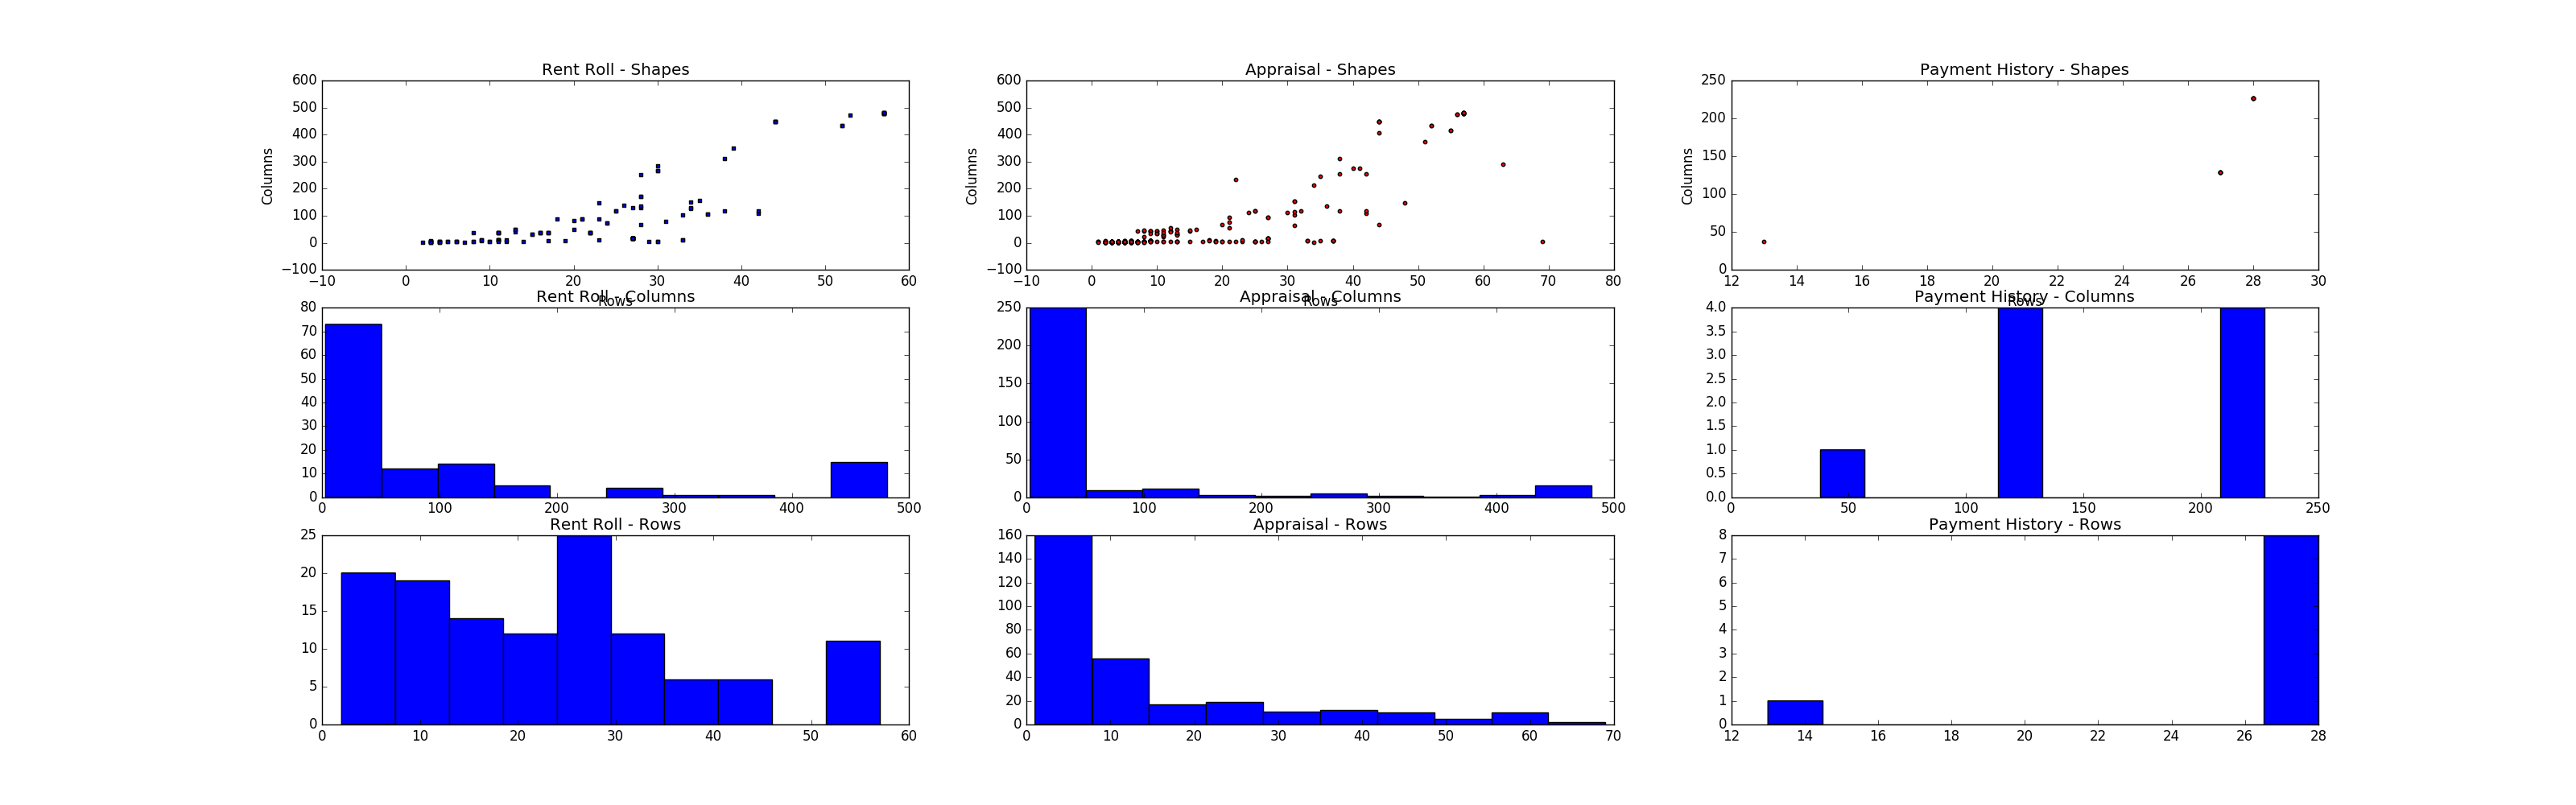 Rent Roll - Shapes
600
500
400
300
200
100
0
−100
Columns
−10 0 10 20 30 40 50 60
Rows
Appraisal - Shapes
600
500
400
300
200
100
0
−100
Columns
−10 0 10 20 30 40 50 60 70 80
Rows
Payment History - Shapes
250
200
150
100
50
0
Columns
12 14 16 18 20 22 24 26 28 30
Rows
Rent Roll - Columns
80
70
60
50
40
30
20
10
0
0 100 200 300 400 500
Appraisal - Columns
250
200
150
100
50
0
0 100 200 300 400 500
Payment History - Columns
4.0
3.5
3.0
2.5
2.0
1.5
1.0
0.5
0.0
0 50 100 150 200 250
Rent Roll - Rows
25
20
15
10
5
0
0 10 20 30 40 50 60
Appraisal - Rows
160
140
120
100
80
60
40
20
0
0 10 20 30 40 50 60 70
Payment History - Rows
8
7
6
5
4
3
2
1
0
12 14 16 18 20 22 24 26 28